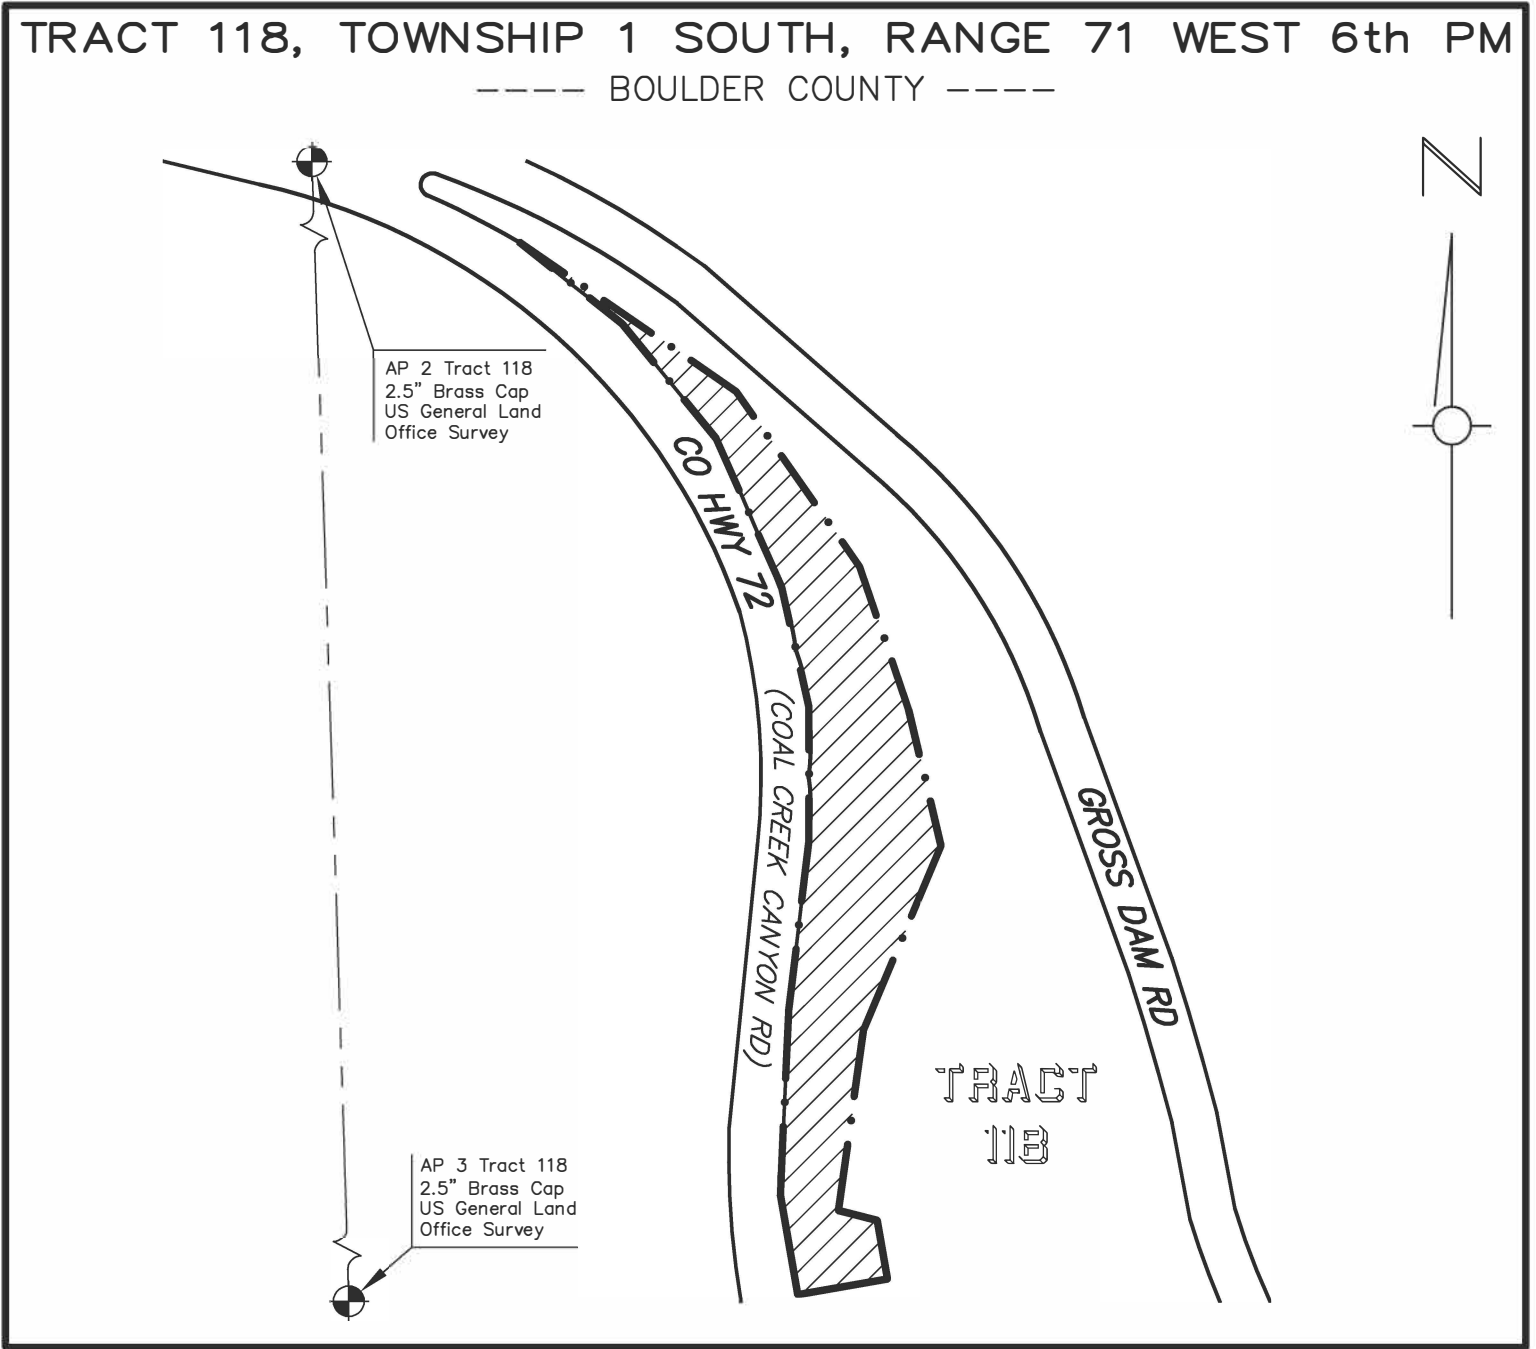 TRACT 118, TOWNSHIP 1 SOUTH, RANGE 71 WEST 6th PM
BOULDER COUNTY
N
AP 2 Tract 118
2.5" Brass Cap
US General Land
Office Survey
CO HWY 72
(COAL CREEK CANYON RD)
GROSS DAM RD
TRACT
118
AP 3 Tract 118
2.5" Brass Cap
US General Land
Office Survey